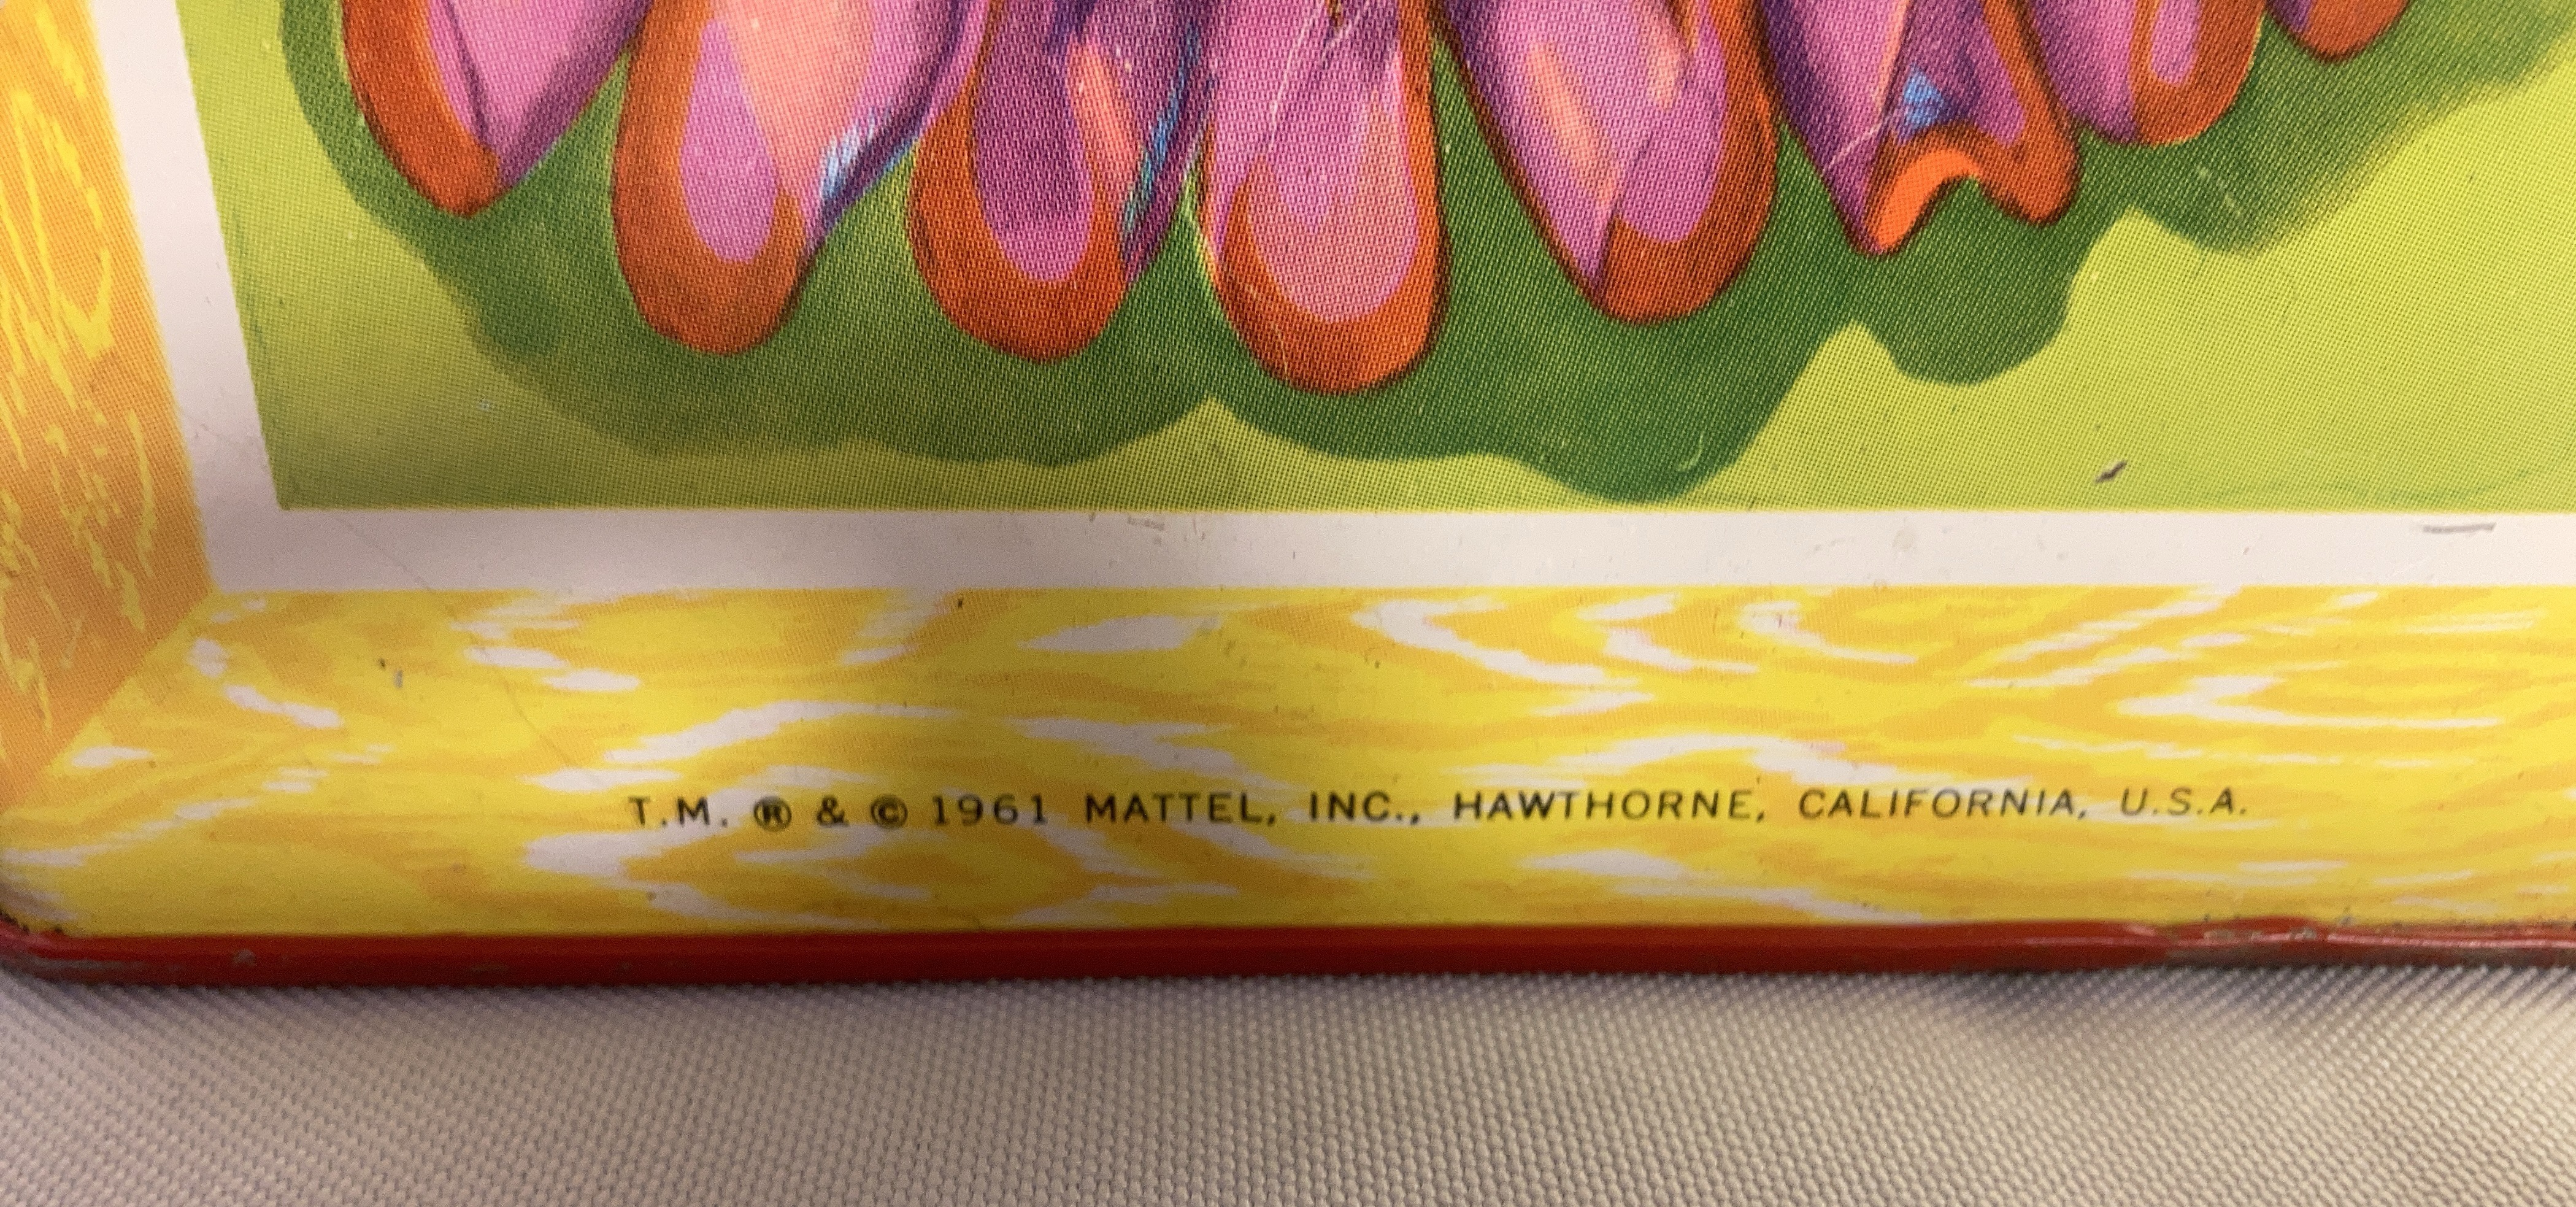 T.M. ® & © 1961 MATTEL, INC., HAWTHORNE, CALIFORNIA, U.S.A.